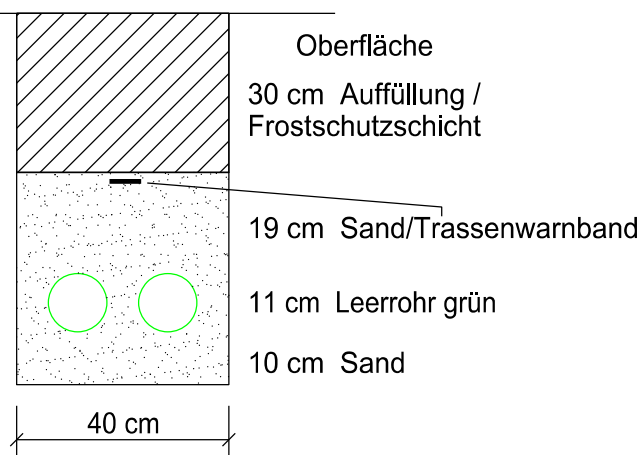 Oberfläche
30 cm Auffüllung /
Frostschutzschicht
19 cm Sand/Trassenwarnband
11 cm Leerrohr grün
10 cm Sand
40 cm